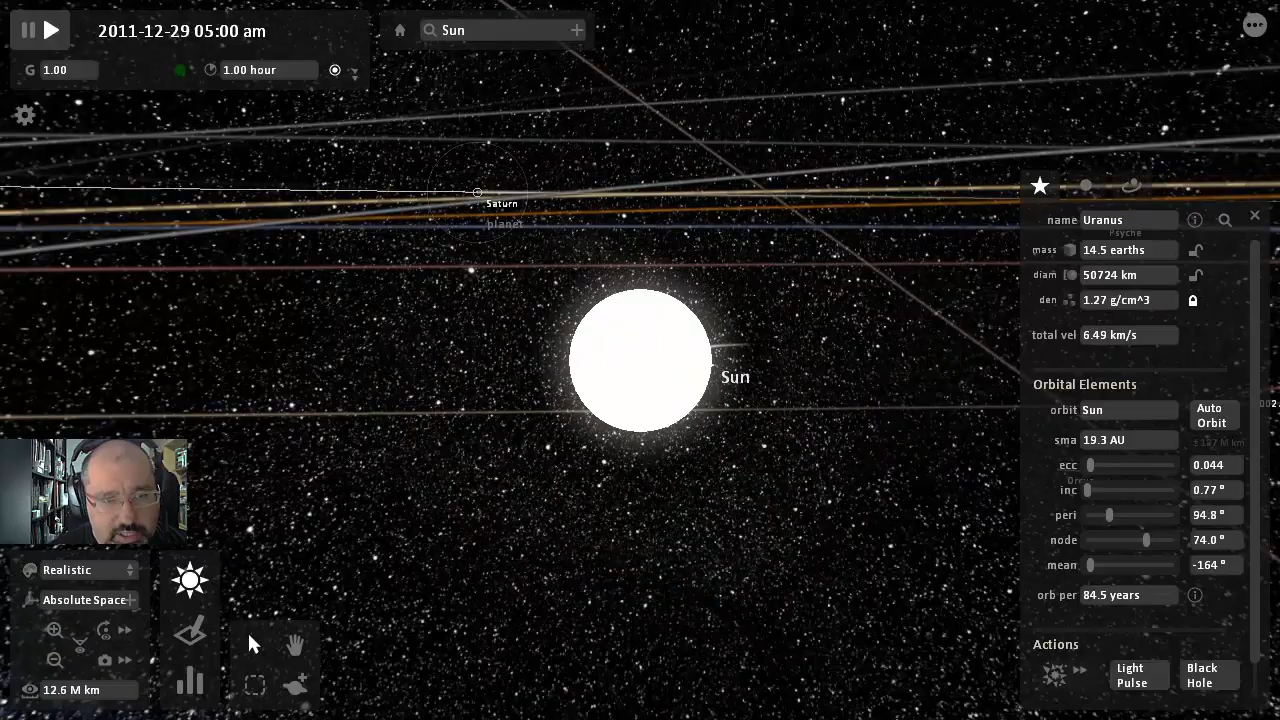 2011-12-29 05:00 am
Sun
G 1.00
1.00 hour
Saturn
planet
name Uranus
Psyche
mass 14.5 earths
diam 50724 km
den 1.27 g/cm^3
total vel 6.49 km/s
Sun
Orbital Elements
orbit Sun
Auto Orbit
sma 19.3 AU
ecc 0.044
inc 0.77 °
peri 94.8 °
node 74.0 °
mean -164 °
orb per 84.5 years
Realistic
Absolute Space
12.6 M km
Actions
Light Pulse
Black Hole